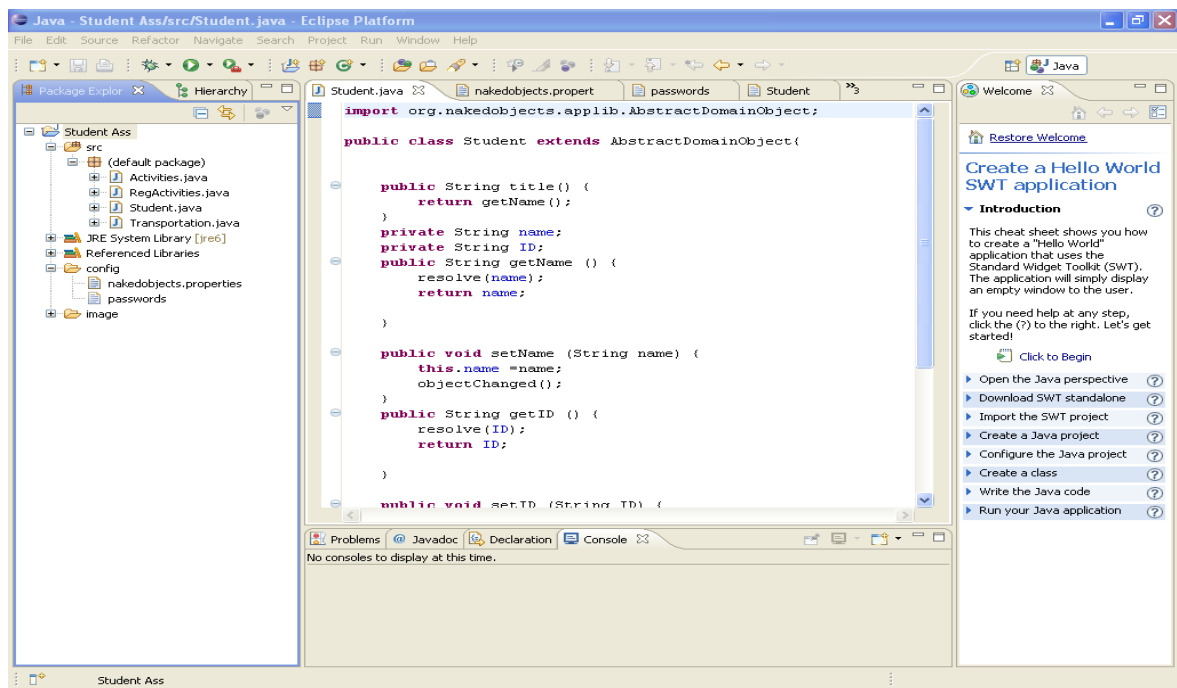 Java - Student Ass/src/Student.java - Eclipse Platform
File Edit Source Refactor Navigate Search Project Run Window Help
Java
Package Explor
Hierarchy
Student Ass
src
(default package)
Activities.java
RegActivities.java
Student.java
Transportation.java
JRE System Library [jre6]
Referenced Libraries
config
nakedobjects.properties
passwords
image
Student.java
nakedobjects.propert
passwords
Student
»3
import org.nakedobjects.applib.AbstractDomainObject;
public class Student extends AbstractDomainObject{
public String title() {
return getName();
}
private String name;
private String ID;
public String getName () {
resolve(name);
return name;
}
public void setName (String name) {
this.name =name;
objectChanged();
}
public String getID () {
resolve(ID);
return ID;
}
public void setID (String ID) {
Problems
@ Javadoc
Declaration
Console
No consoles to display at this time.
Welcome
Restore Welcome
Create a Hello World
SWT application
Introduction
This cheat sheet shows you how
to create a "Hello World"
application that uses the
Standard Widget Toolkit (SWT).
The application will simply display
an empty window to the user.
If you need help at any step,
click the (?) to the right. Let's get
started!
Click to Begin
Open the Java perspective
Download SWT standalone
Import the SWT project
Create a Java project
Configure the Java project
Create a class
Write the Java code
Run your Java application
Student Ass